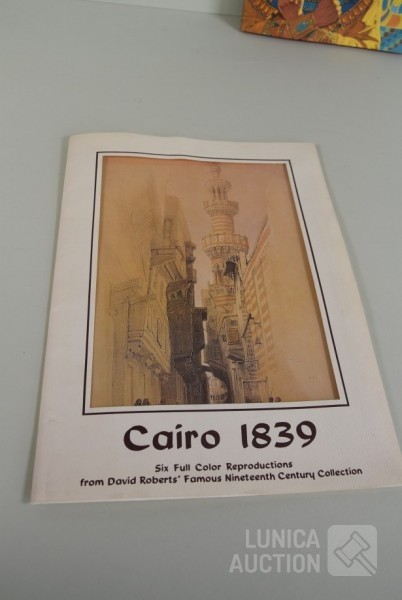 Cairo 1839
Six Full Color Reproductions
from David Roberts' Famous Nineteenth Century Collection
LUNICA
AUCTION